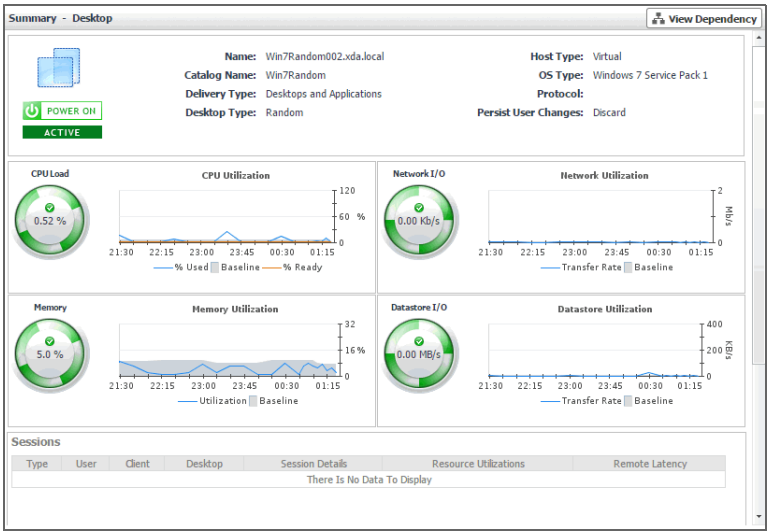 Summary - Desktop
View Dependency
Name: Win7Random002.xda.local
Host Type: Virtual
Catalog Name: Win7Random
OS Type: Windows 7 Service Pack 1
Delivery Type: Desktops and Applications
Protocol:
Desktop Type: Random
Persist User Changes: Discard
POWER ON
ACTIVE
CPU Load
0.52 %
CPU Utilization
120
60 %
0
21:30 22:15 23:00 23:45 00:30 01:15
% Used Baseline % Ready
Network I/O
0.00 Kb/s
Network Utilization
2
Mb/s
0
21:30 22:15 23:00 23:45 00:30 01:15
Transfer Rate Baseline
Memory
5.0 %
Memory Utilization
32
16 %
0
21:30 22:15 23:00 23:45 00:30 01:15
Utilization Baseline
Datastore I/O
0.00 MB/s
Datastore Utilization
400
200 KB/s
0
21:30 22:15 23:00 23:45 00:30 01:15
Transfer Rate Baseline
Sessions
Type User Client Desktop Session Details Resource Utilizations Remote Latency
There Is No Data To Display